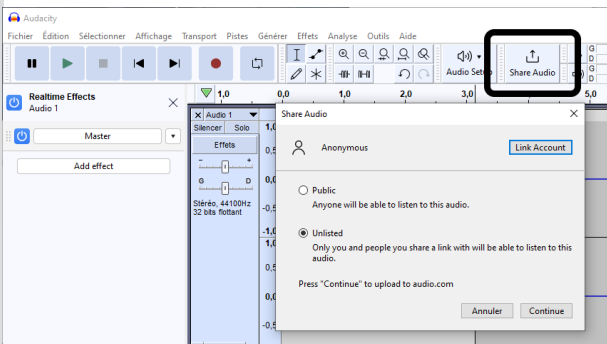 Audacity
Fichier Édition Sélectionner Affichage Transport Pistes Générer Effets Analyse Outils Aide
Audio Setup
Share Audio
G
D
G
D
Realtime Effects
Audio 1
Master
Add effect
1,0 0,0 1,0 2,0 3,0 5,0
Audio 1
Silencer Solo
Effets
- +
G D
Stéréo, 44100Hz
32 bits flottant
1,0
0,5
0,0
-0,5
-1,0
1,0
0,5
0,0
-0,5
Share Audio
Anonymous
Link Account
Public
Anyone will be able to listen to this audio.
Unlisted
Only you and people you share a link with will be able to listen to this
audio.
Press "Continue" to upload to audio.com
Annuler Continue